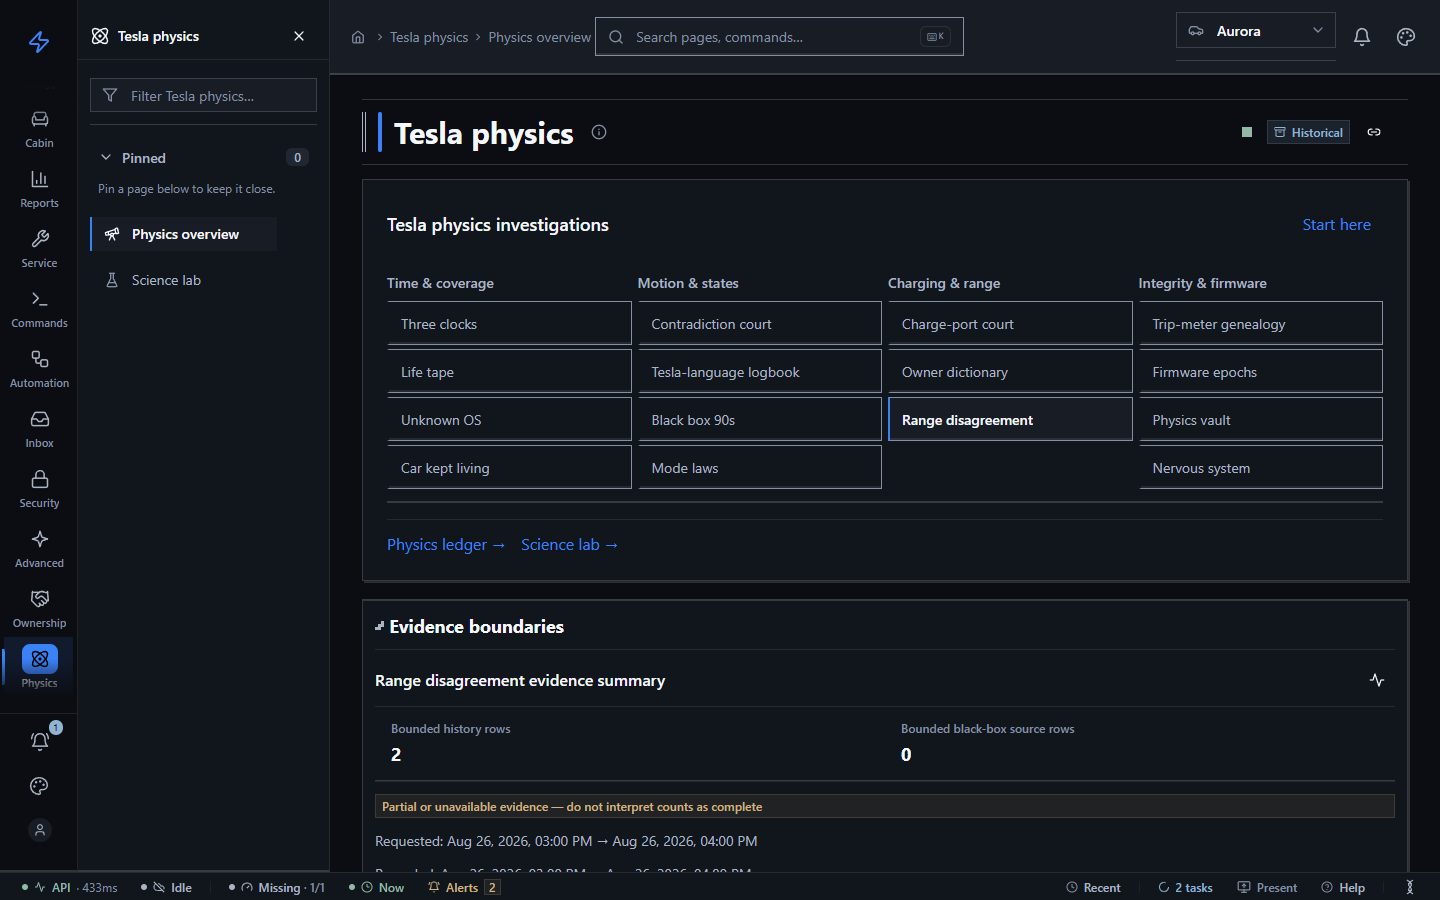 Tesla physics
Tesla physics
Physics overview
Search pages, commands...
K
Aurora
Cabin
Reports
Service
Commands
Automation
Inbox
Security
Advanced
Ownership
Physics
1
Filter Tesla physics...
Pinned
0
Pin a page below to keep it close.
Physics overview
Science lab
Tesla physics
Historical
Tesla physics investigations
Start here
Time & coverage
Motion & states
Charging & range
Integrity & firmware
Three clocks
Contradiction court
Charge-port court
Trip-meter genealogy
Life tape
Tesla-language logbook
Owner dictionary
Firmware epochs
Unknown OS
Black box 90s
Range disagreement
Physics vault
Car kept living
Mode laws
Nervous system
Physics ledger →
Science lab →
Evidence boundaries
Range disagreement evidence summary
Bounded history rows
2
Bounded black-box source rows
0
Partial or unavailable evidence — do not interpret counts as complete
Requested: Aug 26, 2026, 03:00 PM → Aug 26, 2026, 04:00 PM
API · 433ms
Idle
Missing · 1/1
Now
Alerts 2
Recent
2 tasks
Present
Help